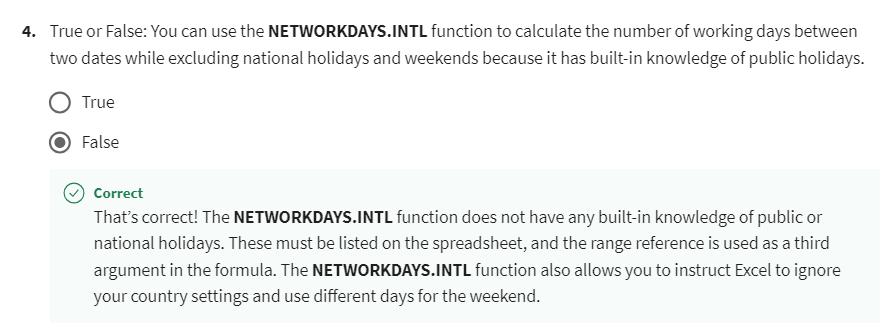 4. True or False: You can use the NETWORKDAYS.INTL function to calculate the number of working days between
two dates while excluding national holidays and weekends because it has built-in knowledge of public holidays.
True
False
Correct
That’s correct! The NETWORKDAYS.INTL function does not have any built-in knowledge of public or
national holidays. These must be listed on the spreadsheet, and the range reference is used as a third
argument in the formula. The NETWORKDAYS.INTL function also allows you to instruct Excel to ignore
your country settings and use different days for the weekend.